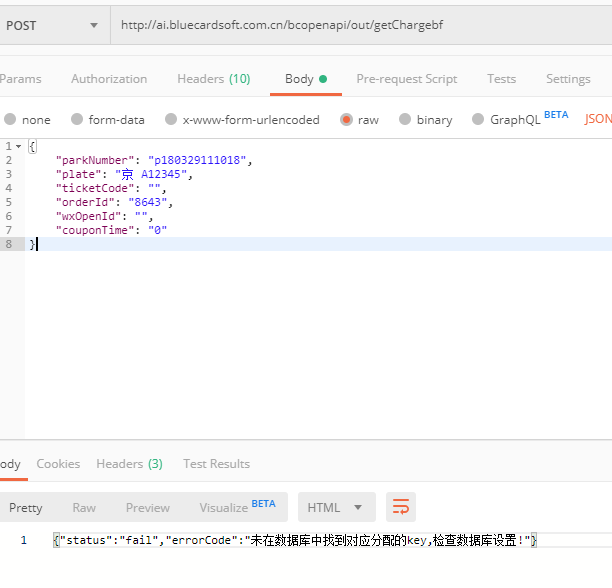 POST http://ai.bluecardsoft.com.cn/bcopenapi/out/getChargebf
Params Authorization Headers (10) Body Pre-request Script Tests Settings
none form-data x-www-form-urlencoded raw binary GraphQL BETA JSON
1 {
2 "parkNumber": "p180329111018",
3 "plate": "京 A12345",
4 "ticketCode": "",
5 "orderId": "8643",
6 "wxOpenId": "",
7 "couponTime": "0"
8 }
ody Cookies Headers (3) Test Results
Pretty Raw Preview Visualize BETA HTML
1 {"status":"fail","errorCode":"未在数据库中找到对应分配的key,检查数据库设置!"}